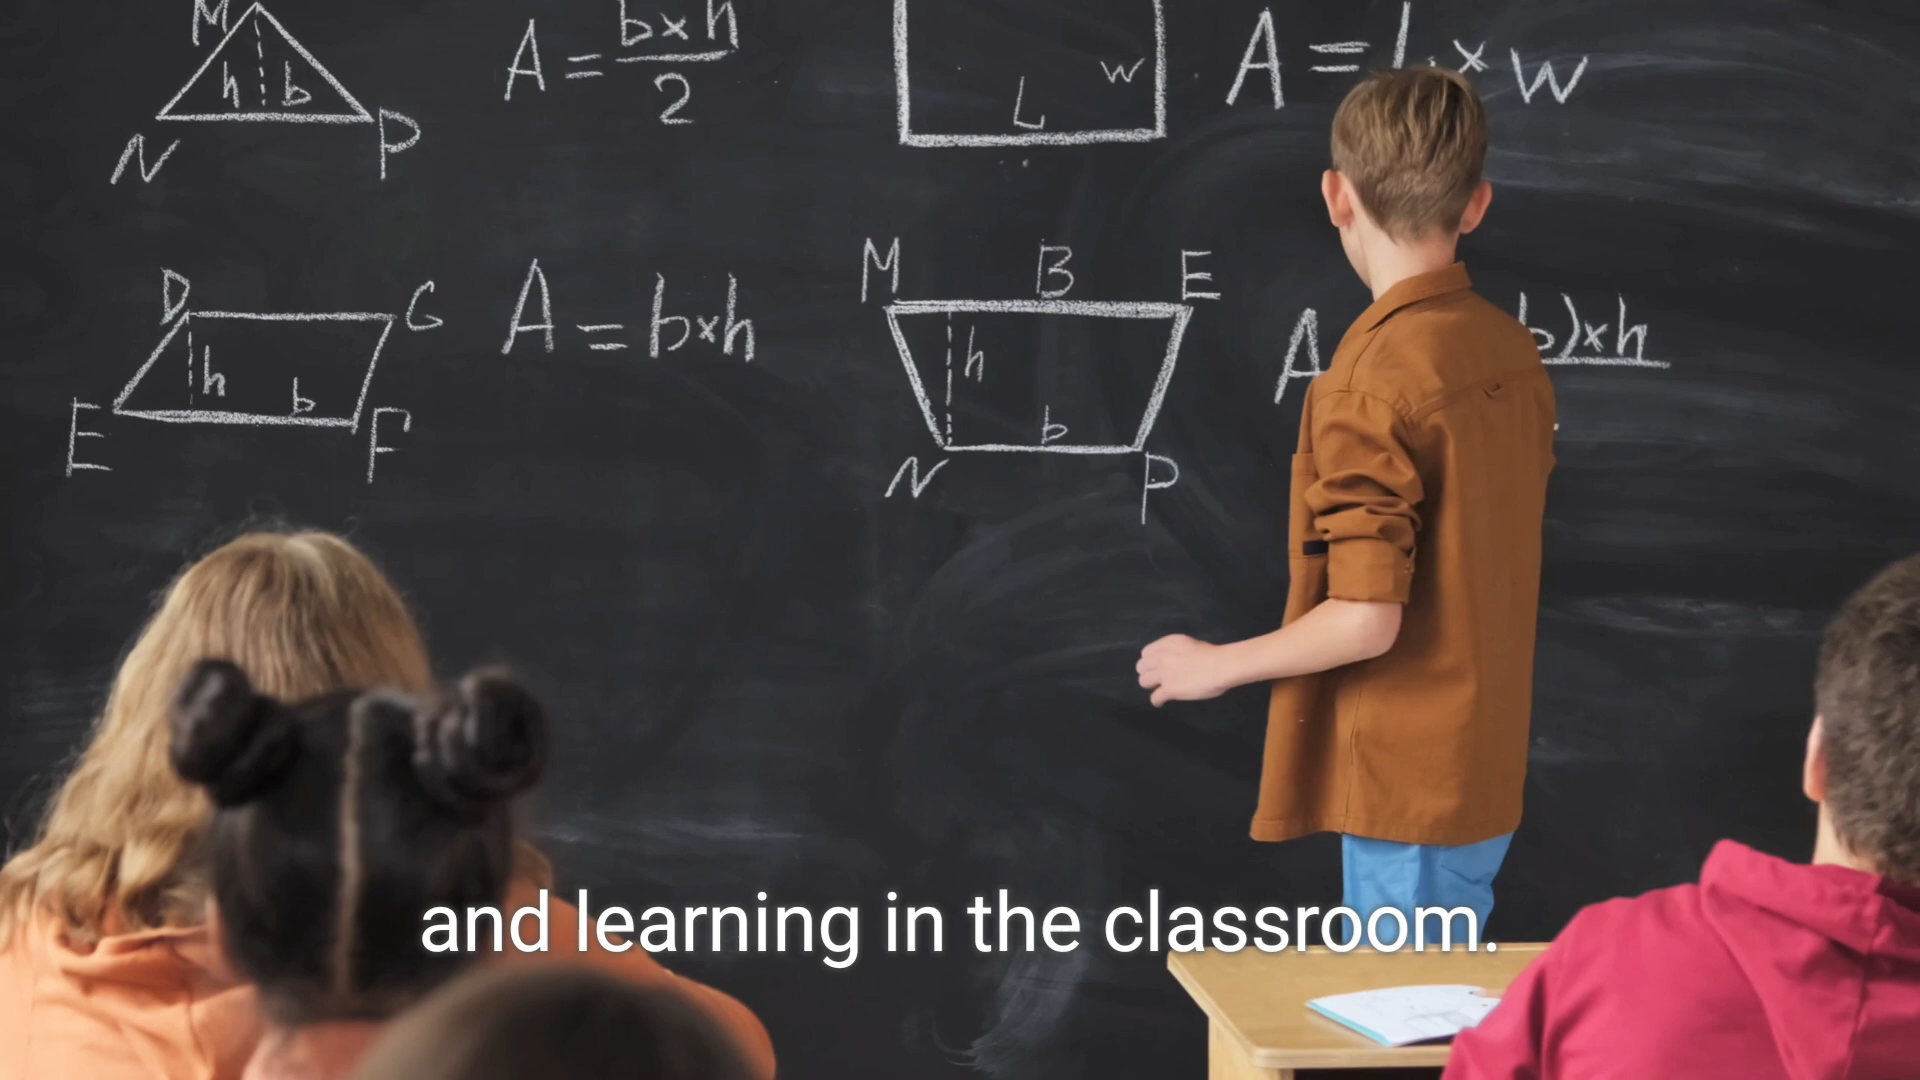 M
h b
N P
A = b×h
2
L w
A = L × w
D G
h b
E F
A = b×h
M B E
h
b
N P
A b)×h
and learning in the classroom.